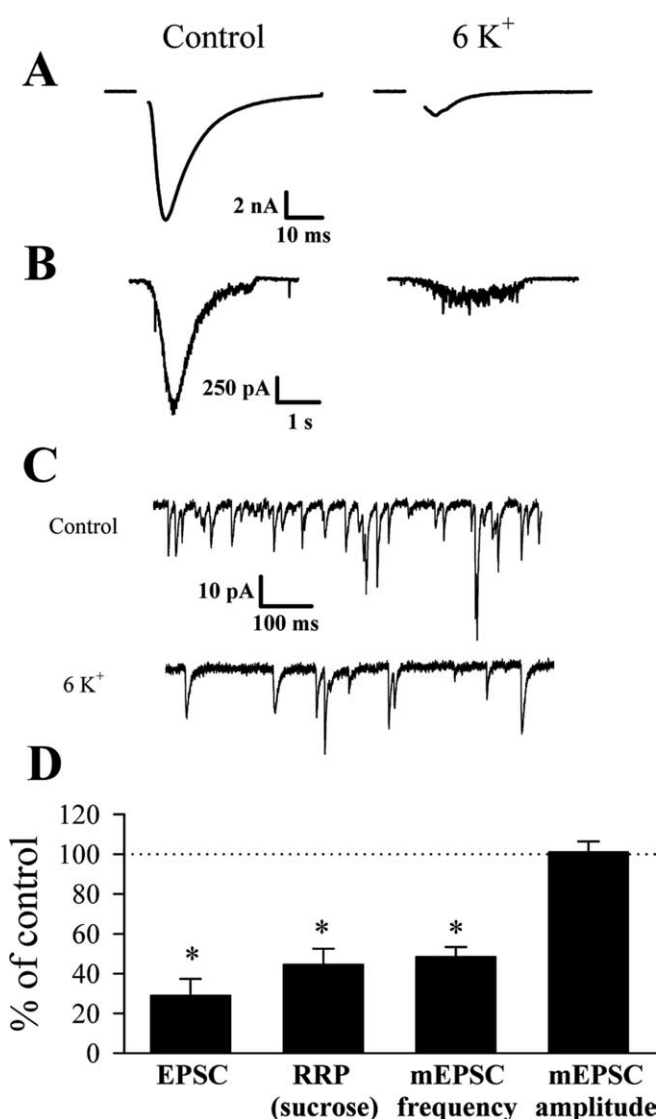 Control 6 K⁺
A
2 nA
10 ms
B
250 pA
1 s
C
Control
10 pA
100 ms
6 K⁺
D
% of control
120
100
80
60
40
20
0
*
*
*
EPSC RRP mEPSC mEPSC
(sucrose) frequency amplitude